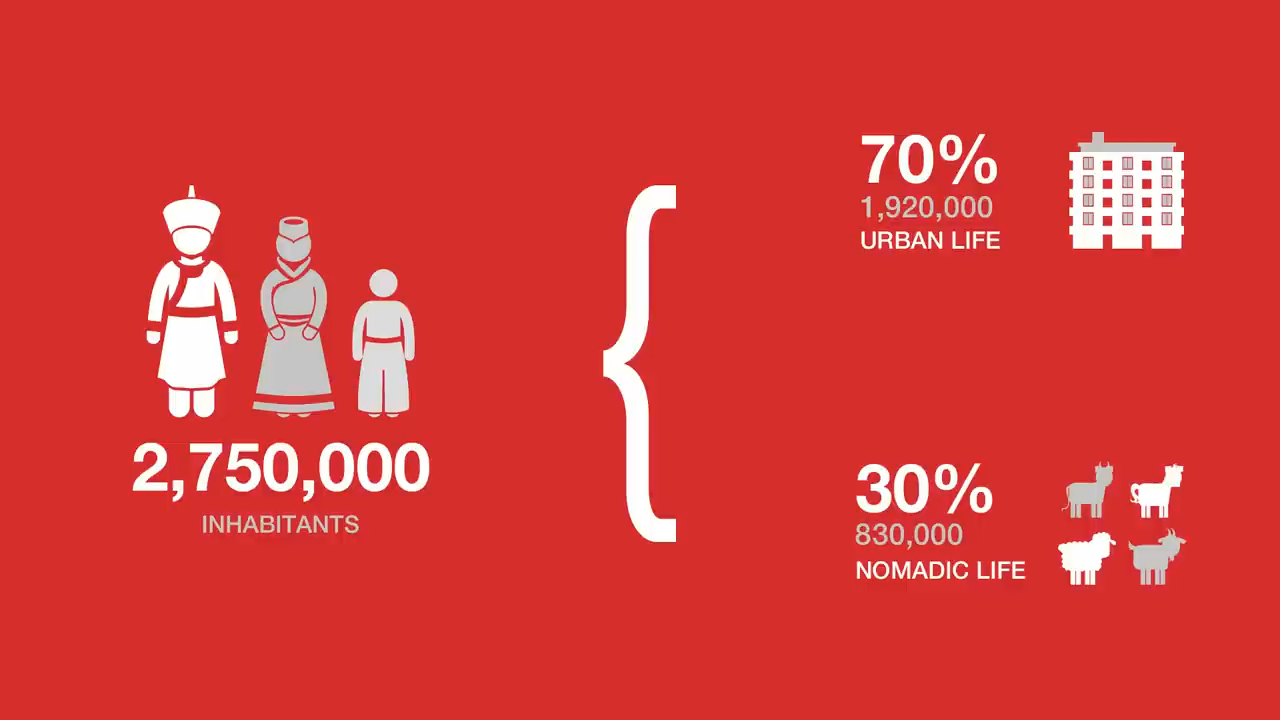 2,750,000
INHABITANTS
70%
1,920,000
URBAN LIFE
30%
830,000
NOMADIC LIFE